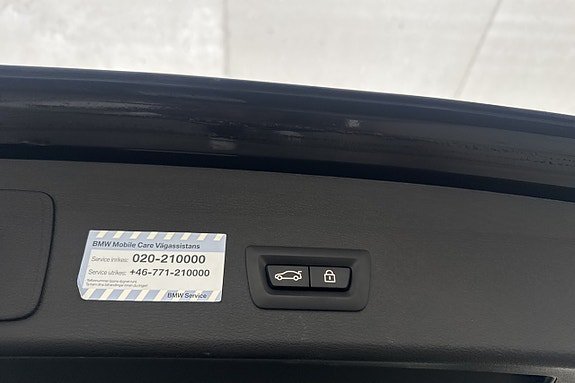 BMW Mobile Care Vägassistans
Service inrikes: 020-210000
Service utrikes: +46-771-210000
BMW Service